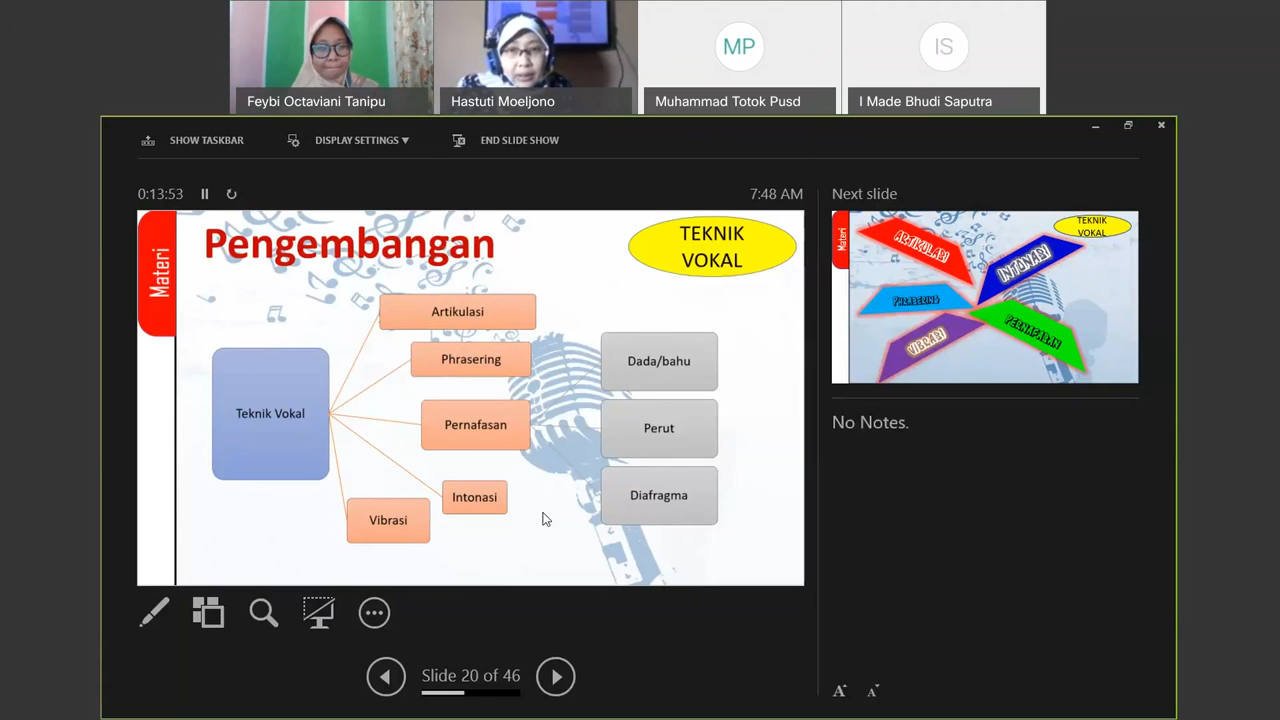 MP
IS
Feybi Octaviani Tanipu
Hastuti Moeljono
Muhammad Totok Pusd
I Made Bhudi Saputra
SHOW TASKBAR
DISPLAY SETTINGS ▾
END SLIDE SHOW
0:13:53
7:48 AM
Next slide
Materi
Pengembangan
TEKNIK
VOKAL
Artikulasi
Phrasering
Teknik Vokal
Pernafasan
Intonasi
Vibrasi
Dada/bahu
Perut
Diafragma
Materi
TEKNIK
VOKAL
ARTIKULASI
INTONASI
PHRASERING
PERNAFASAN
VIBRASI
No Notes.
Slide 20 of 46
A A